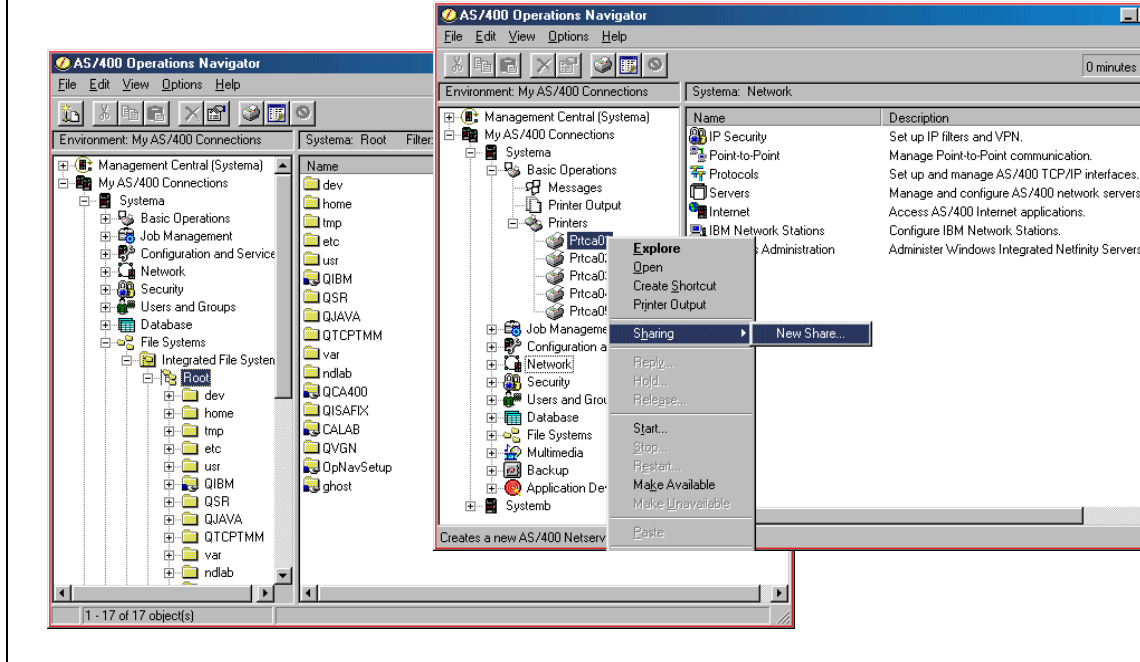 AS/400 Operations Navigator
File Edit View Options Help
Environment: My AS/400 Connections
Systema: Root Filter:
Management Central (Systema)
My AS/400 Connections
Systema
Basic Operations
Job Management
Configuration and Service
Network
Security
Users and Groups
Database
File Systems
Integrated File System
Root
dev
home
tmp
etc
usr
QIBM
QSR
QJAVA
QTCPTMM
var
ndlab
Name
dev
home
tmp
etc
usr
QIBM
QSR
QJAVA
QTCPTMM
var
ndlab
QCA400
QISAFIX
CALAB
QVGN
OpNavSetup
ghost
1 - 17 of 17 object(s)
AS/400 Operations Navigator
File Edit View Options Help
0 minutes
Environment: My AS/400 Connections
Systema: Network
Management Central (Systema)
My AS/400 Connections
Systema
Basic Operations
Messages
Printer Output
Printers
Prtca01
Prtca02
Prtca03
Prtca04
Prtca05
Job Manageme
Configuration a
Network
Security
Users and Grou
Database
File Systems
Multimedia
Backup
Application De
Systemb
Name Description
IP Security Set up IP filters and VPN.
Point-to-Point Manage Point-to-Point communication.
Protocols Set up and manage AS/400 TCP/IP interfaces.
Servers Manage and configure AS/400 network servers
Internet Access AS/400 Internet applications.
IBM Network Stations Configure IBM Network Stations.
s Administration Administer Windows Integrated Netfinity Servers
Explore
Open
Create Shortcut
Printer Output
Sharing
New Share...
Reply...
Hold...
Release...
Start...
Stop...
Restart...
Make Available
Make Unavailable
Paste
Creates a new AS/400 Netserv